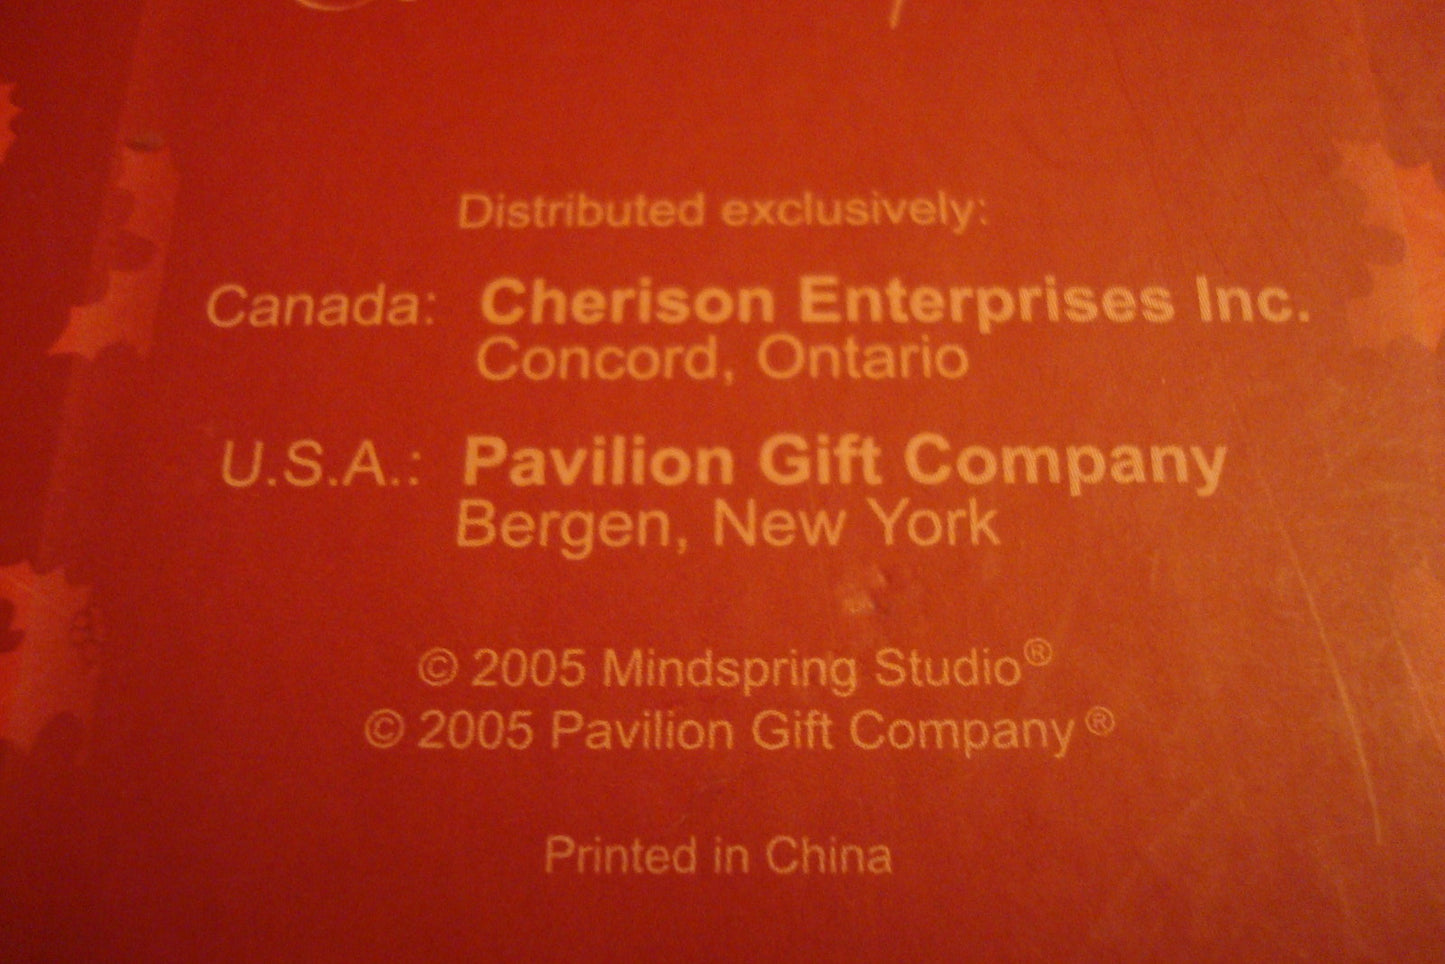 Distributed exclusively:
Canada: Cherison Enterprises Inc.
Concord, Ontario
U.S.A.: Pavilion Gift Company
Bergen, New York
© 2005 Mindspring Studio®
© 2005 Pavilion Gift Company®
Printed in China